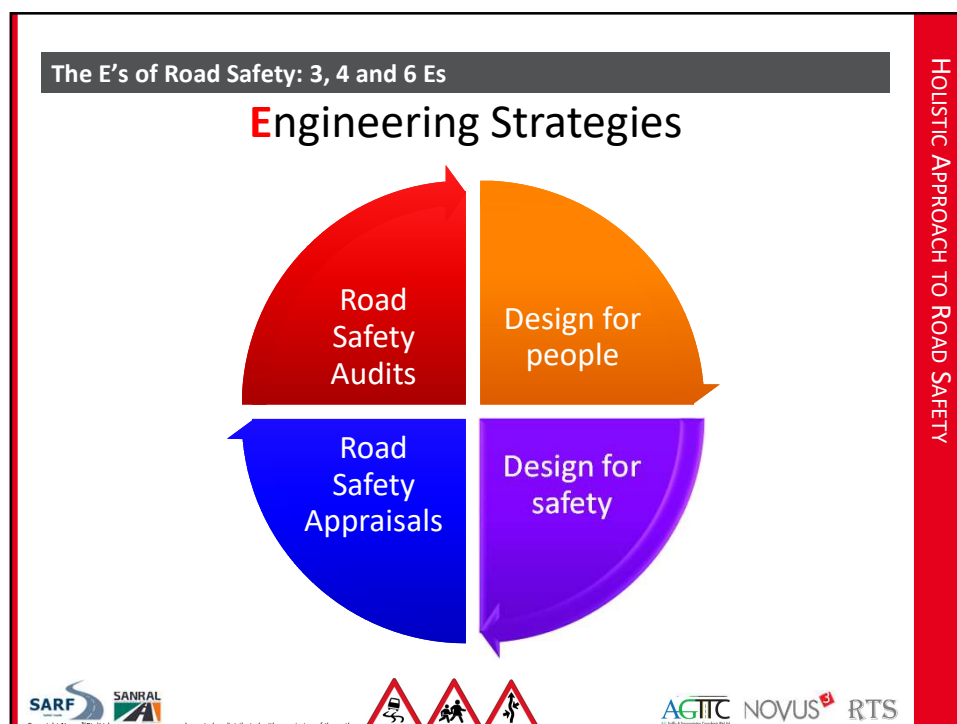 The E’s of Road Safety: 3, 4 and 6 Es
Engineering Strategies
Road
Safety
Audits
Design for
people
Road
Safety
Appraisals
Design for
safety
HOLISTIC APPROACH TO ROAD SAFETY
SARF
SANRAL
AGTTC
NOVUS3
RTS